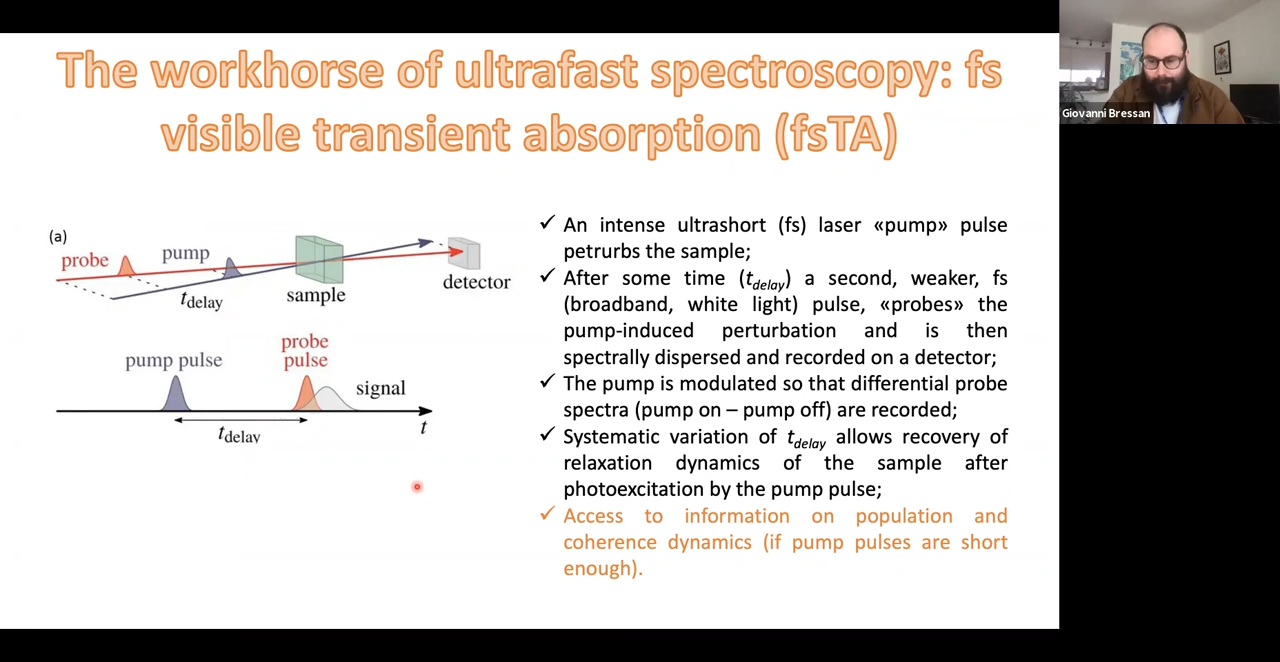 The workhorse of ultrafast spectroscopy: fs
visible transient absorption (fsTA)
Giovanni Bressan
(a)
probe
pump
tdelay
sample
detector
pump pulse
probe
pulse
signal
tdelay
t
✓ An intense ultrashort (fs) laser «pump» pulse
petrurbs the sample;
✓ After some time (tdelay) a second, weaker, fs
(broadband, white light) pulse, «probes» the
pump-induced perturbation and is then
spectrally dispersed and recorded on a detector;
✓ The pump is modulated so that differential probe
spectra (pump on – pump off) are recorded;
✓ Systematic variation of tdelay allows recovery of
relaxation dynamics of the sample after
photoexcitation by the pump pulse;
✓ Access to information on population and
coherence dynamics (if pump pulses are short
enough).